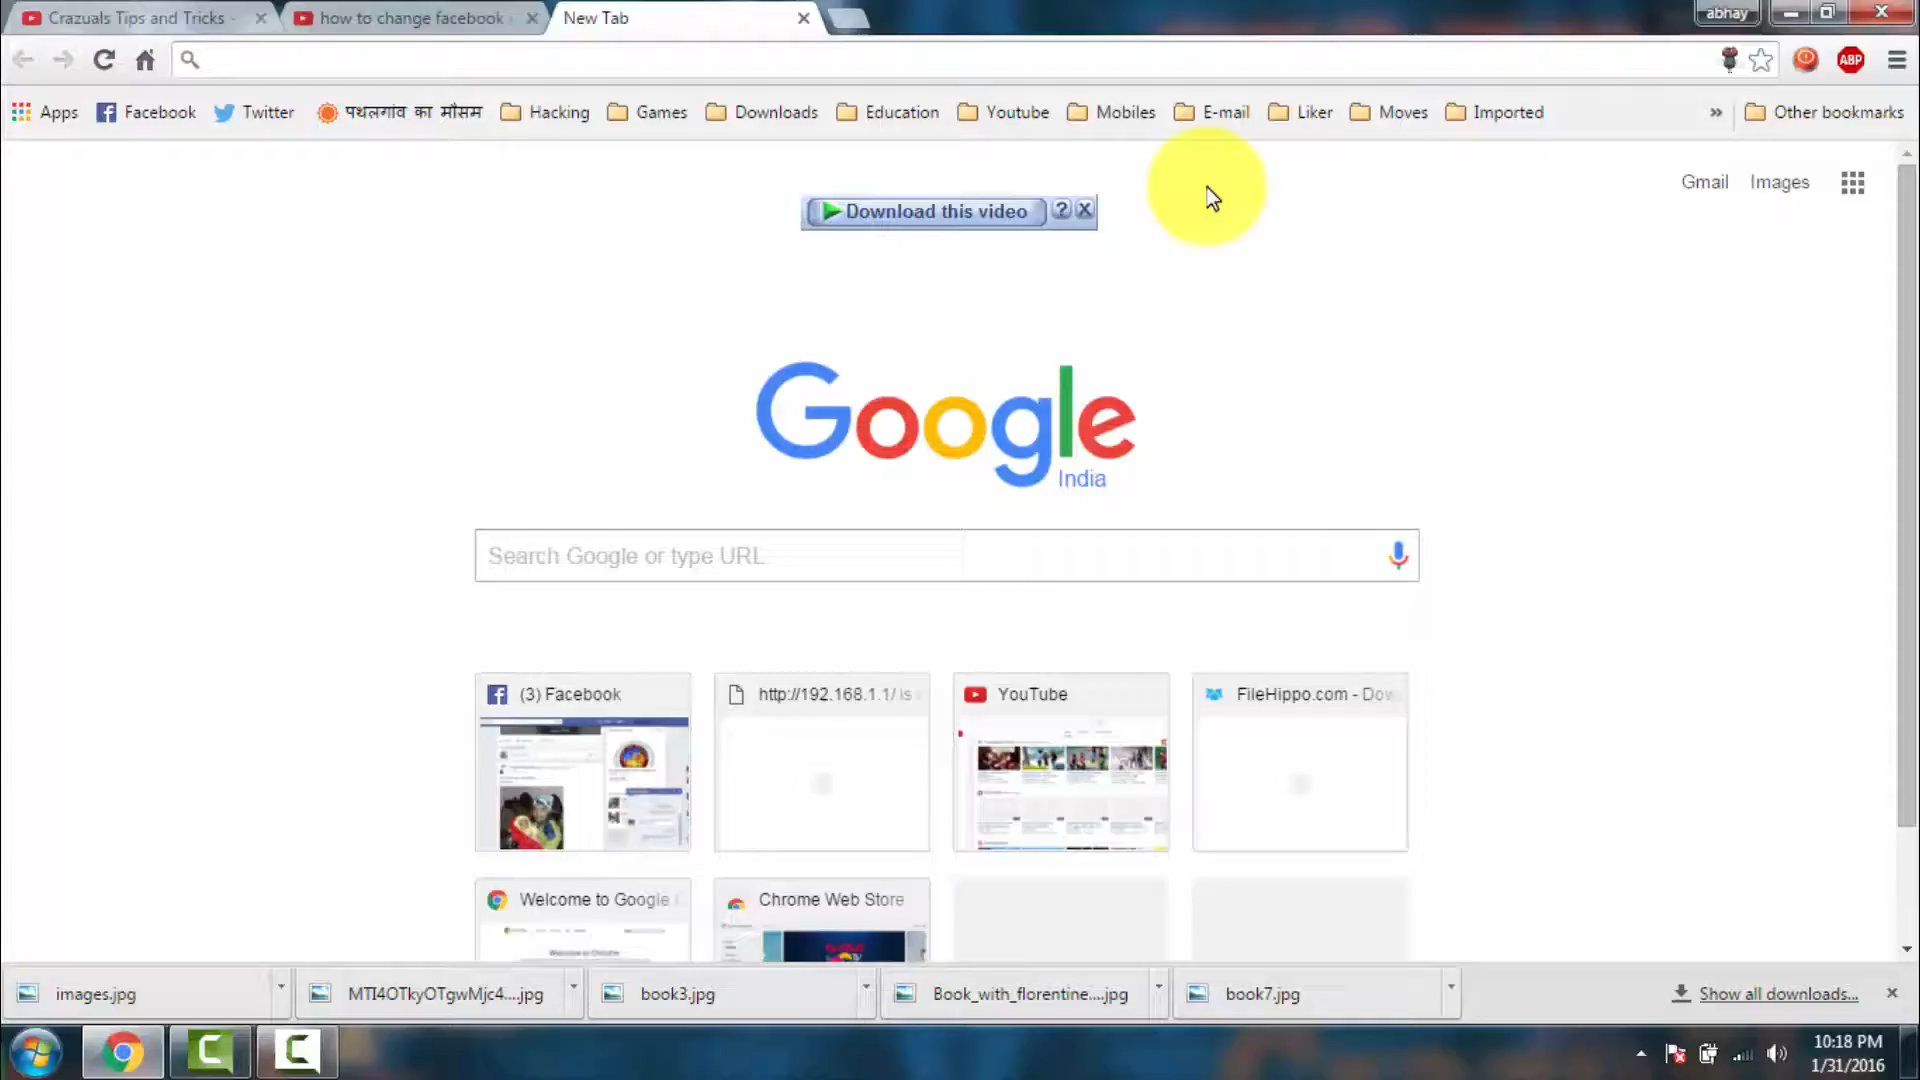 Crazuals Tips and Tricks -
how to change facebook
New Tab
abhay
ABP
Apps
Facebook
Twitter
पथलगांव का मौसम
Hacking
Games
Downloads
Education
Youtube
Mobiles
E-mail
Liker
Moves
Imported
»
Other bookmarks
Gmail
Images
Download this video
?
Google
India
Search Google or type URL
(3) Facebook
http://192.168.1.1/ is
YouTube
FileHippo.com - Dow
Welcome to Google
Chrome Web Store
images.jpg
MTI4OTkyOTgwMjc4....jpg
book3.jpg
Book_with_florentine....jpg
book7.jpg
Show all downloads...
10:18 PM
1/31/2016